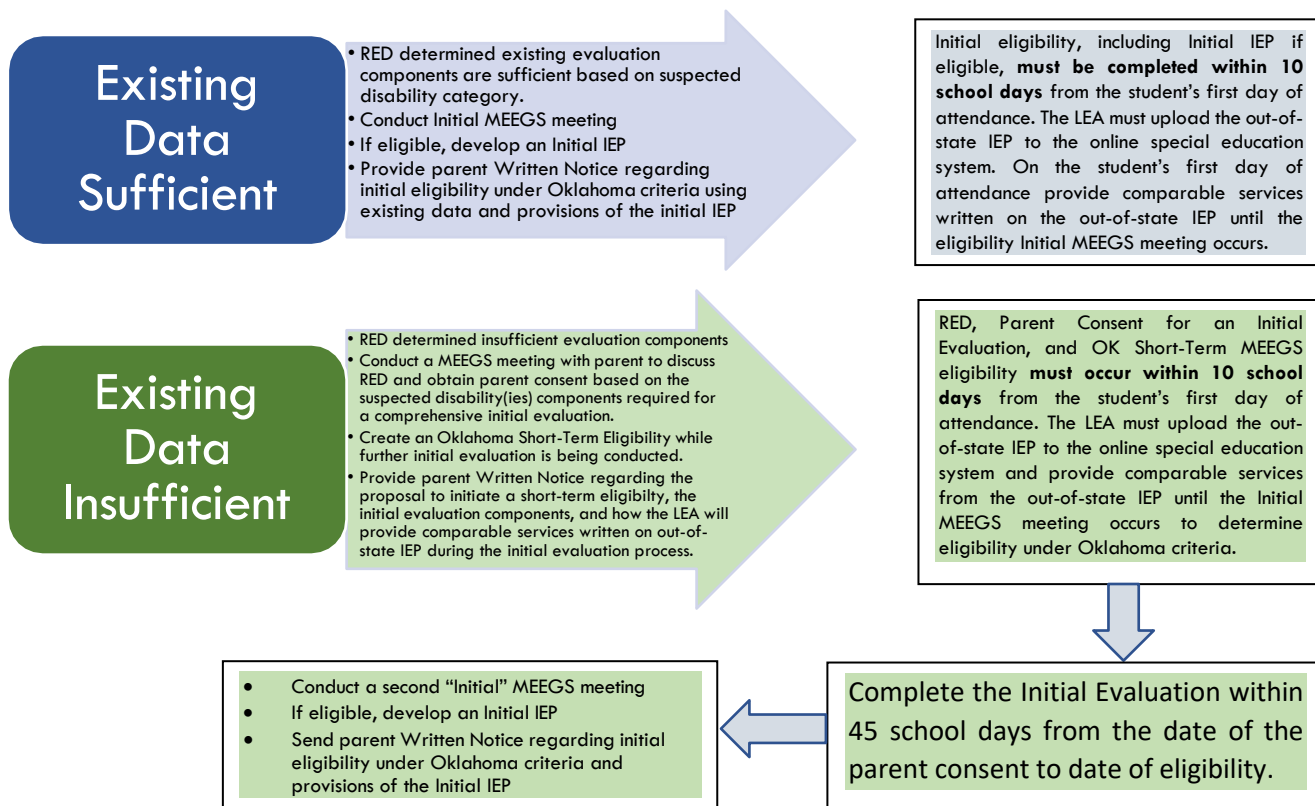 Existing
Data
Sufficient
• RED determined existing evaluation
components are sufficient based on suspected
disability category.
• Conduct Initial MEEGS meeting
• If eligible, develop an Initial IEP
• Provide parent Written Notice regarding
initial eligibility under Oklahoma criteria using
existing data and provisions of the initial IEP
Initial eligibility, including Initial IEP if
eligible, must be completed within 10
school days from the student's first day of
attendance. The LEA must upload the out-of-
state IEP to the online special education
system. On the student's first day of
attendance provide comparable services
written on the out-of-state IEP until the
eligibility Initial MEEGS meeting occurs.
Existing
Data
Insufficient
• RED determined insufficient evaluation components
• Conduct a MEEGS meeting with parent to discuss
RED and obtain parent consent based on the
suspected disability(ies) components required for
a comprehensive initial evaluation.
• Create an Oklahoma Short-Term Eligibility while
further initial evaluation is being conducted.
• Provide parent Written Notice regarding the
proposal to initiate a short-term eligibilty, the
initial evaluation components, and how the LEA will
provide comparable services written on out-of-
state IEP during the initial evaluation process.
RED, Parent Consent for an Initial
Evaluation, and OK Short-Term MEEGS
eligibility must occur within 10 school
days from the student's first day of
attendance. The LEA must upload the out-
of-state IEP to the online special education
system and provide comparable services
from the out-of-state IEP until the Initial
MEEGS meeting occurs to determine
eligibility under Oklahoma criteria.
• Conduct a second “Initial” MEEGS meeting
• If eligible, develop an Initial IEP
• Send parent Written Notice regarding initial
eligibility under Oklahoma criteria and
provisions of the Initial IEP
Complete the Initial Evaluation within
45 school days from the date of the
parent consent to date of eligibility.